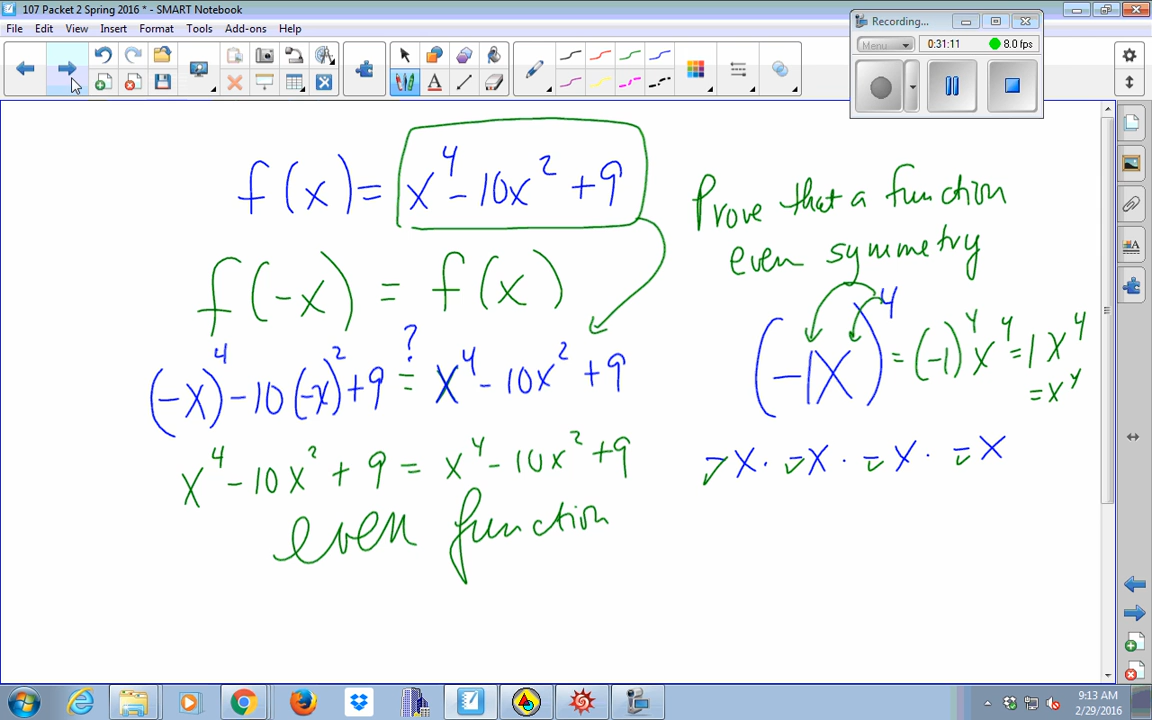 107 Packet 2 Spring 2016 * - SMART Notebook
File Edit View Insert Format Tools Add-ons Help
Recording...
Menu 0:31:11 8.0 fps
f(x) = x⁴ - 10x² + 9
Prove that a function
even symmetry
f(-x) = f(x)
(-1x)⁴ = (-1)⁴ x⁴ = 1x⁴
= x⁴
(-x)⁴ - 10(-x)² + 9 ≟ x⁴ - 10x² + 9
-x · -x · -x · -x
x⁴ - 10x² + 9 = x⁴ - 10x² + 9
even function
9:13 AM
2/29/2016